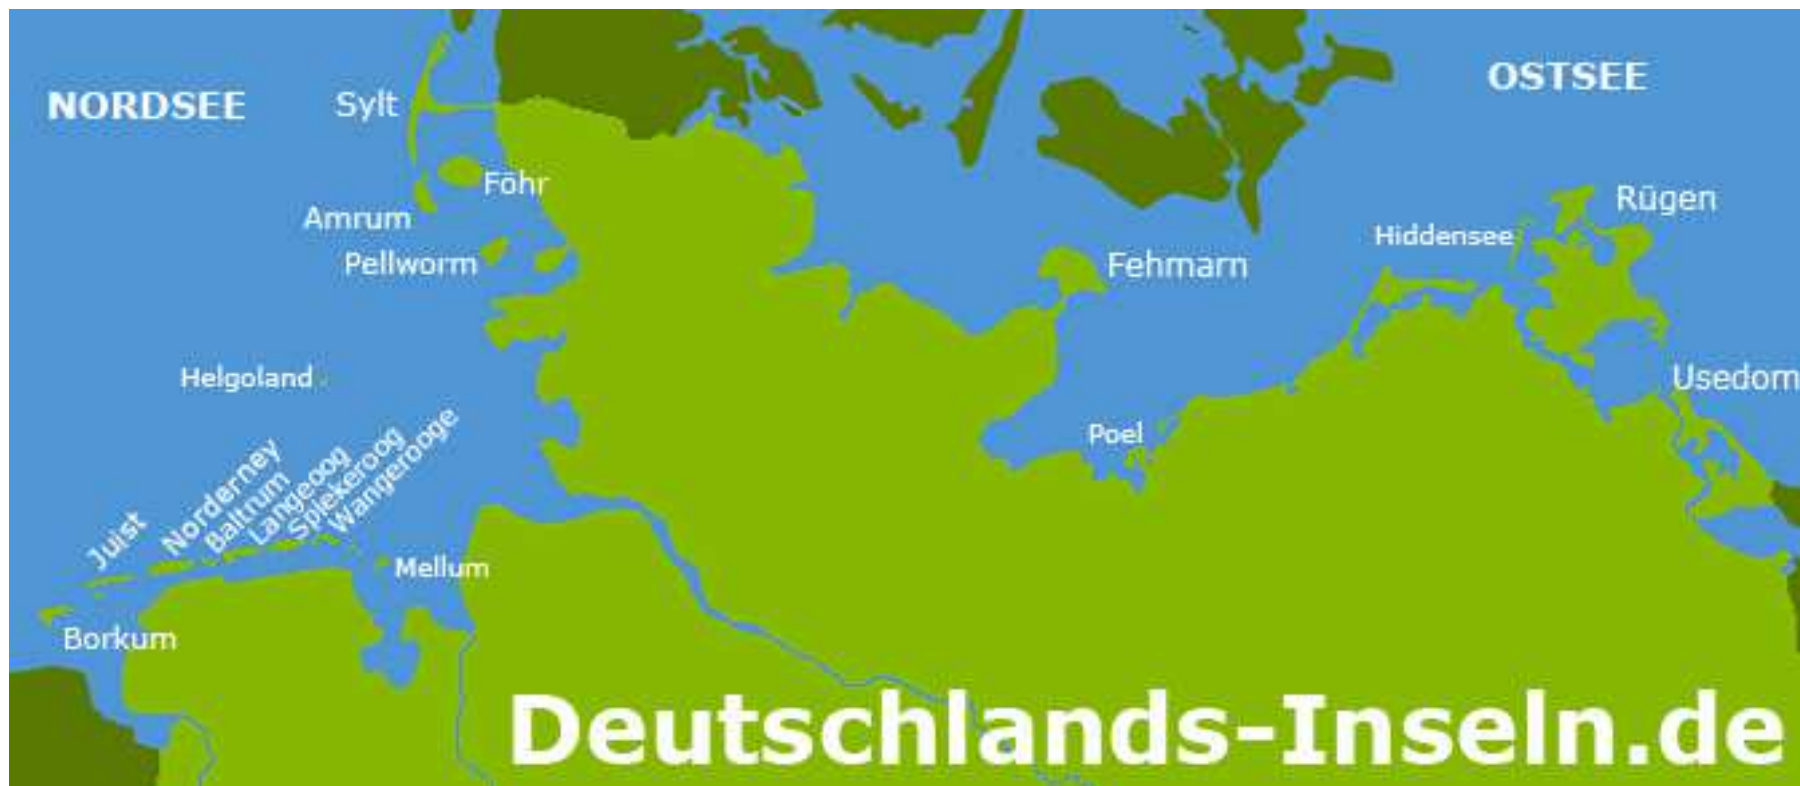 NORDSEE
OSTSEE
Sylt
Föhr
Amrum
Pellworm
Rügen
Hiddensee
Fehmarn
Helgoland
Usedom
Poel
Juist
Norderney
Baltrum
Langeoog
Spiekeroog
Wangerooge
Mellum
Borkum
Deutschlands-Inseln.de